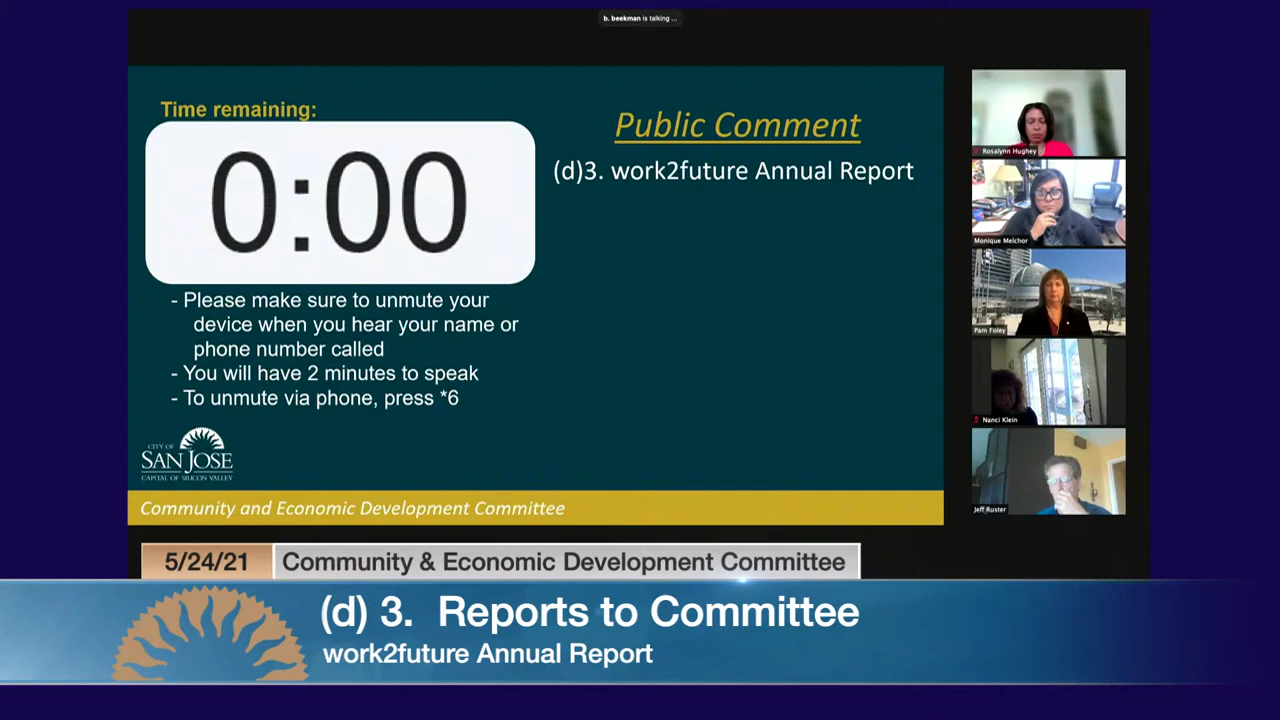 b. beekman is talking ...
Time remaining:
0:00
- Please make sure to unmute your
device when you hear your name or
phone number called
- You will have 2 minutes to speak
- To unmute via phone, press *6
Public Comment
(d)3. work2future Annual Report
CITY OF
SAN JOSE
CAPITAL OF SILICON VALLEY
Community and Economic Development Committee
Rosalynn Hughey
Monique Melchor
Pam Foley
Nanci Klein
Jeff Ruster
5/24/21
Community & Economic Development Committee
(d) 3. Reports to Committee
work2future Annual Report